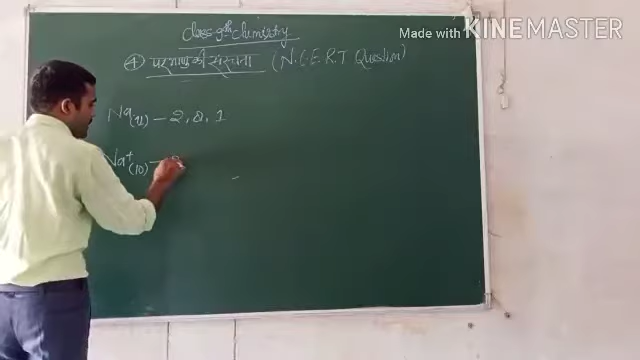 Made with KINEMASTER
Class 9th Chemistry
④ परमाणु की संरचना (N.C.E.R.T Question)
Na(11) – 2, 8, 1
Na+(10) –